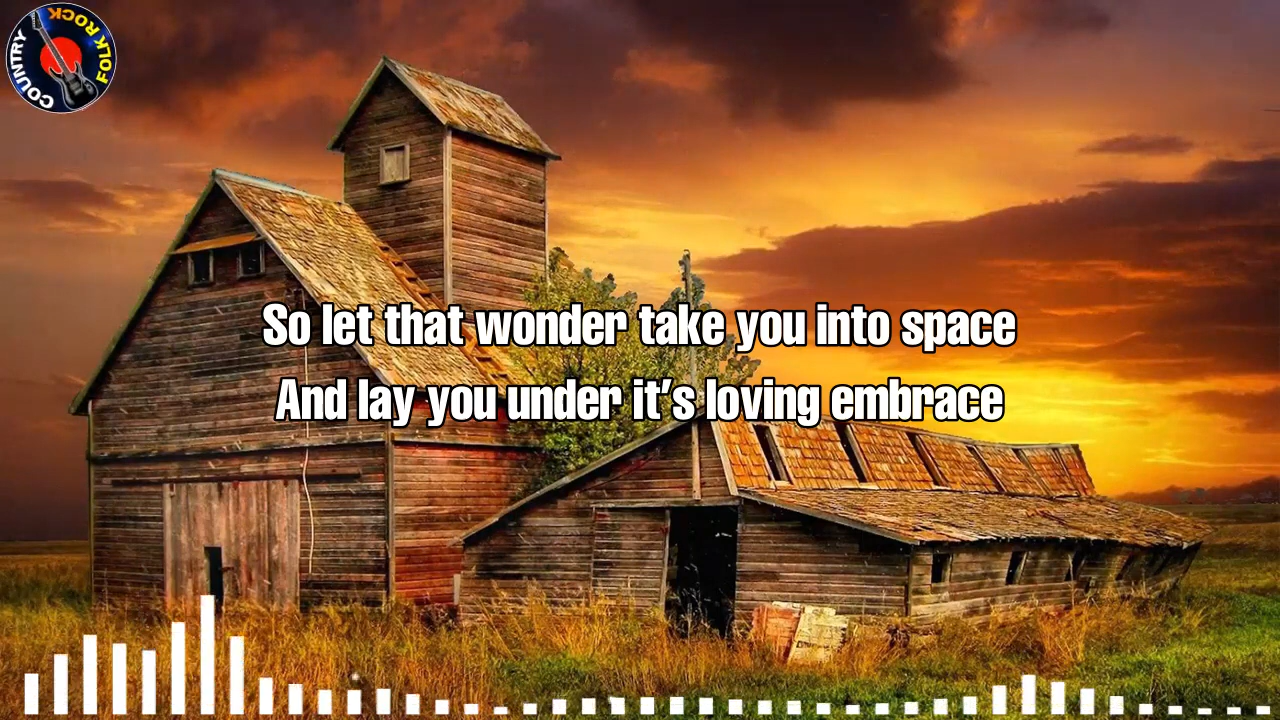 COUNTRY
FOLK ROCK
So let that wonder take you into space
And lay you under it's loving embrace